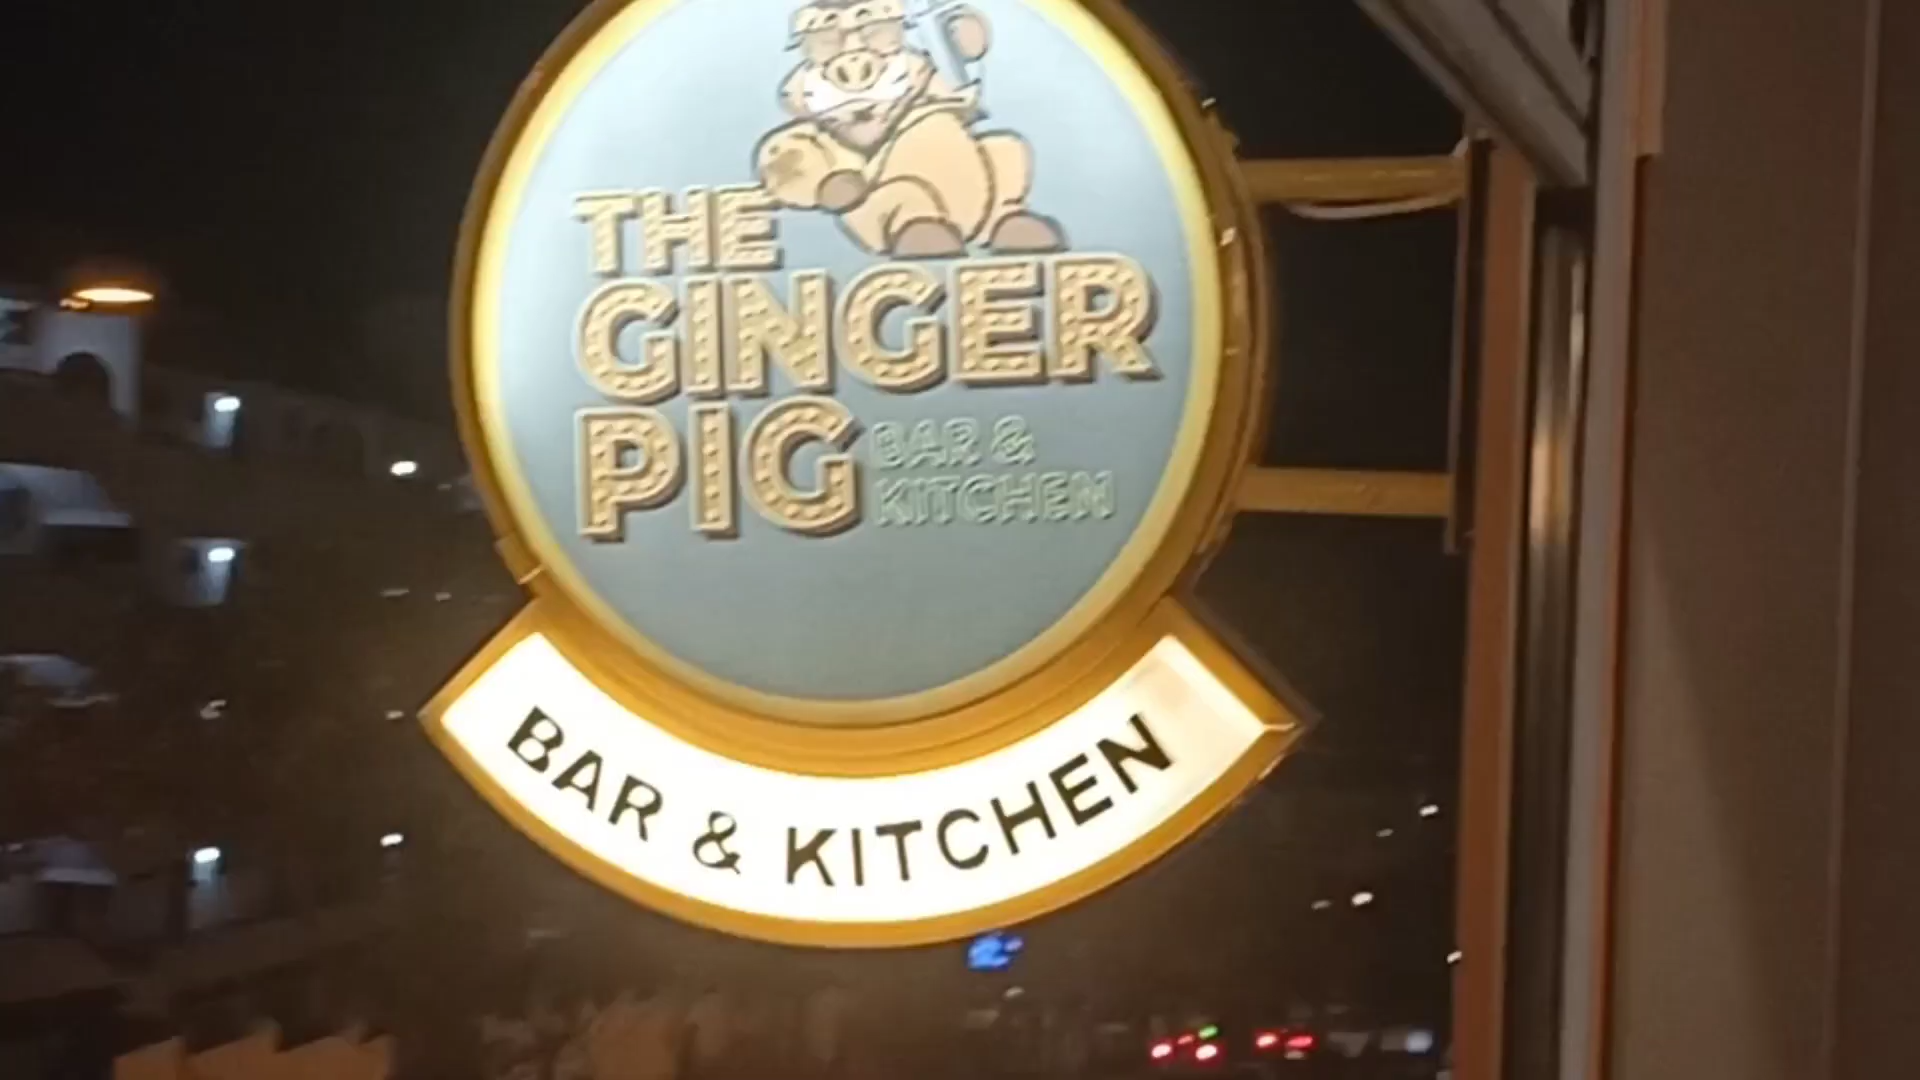 THE
GINGER
PIG
BAR &
KITCHEN
BAR & KITCHEN